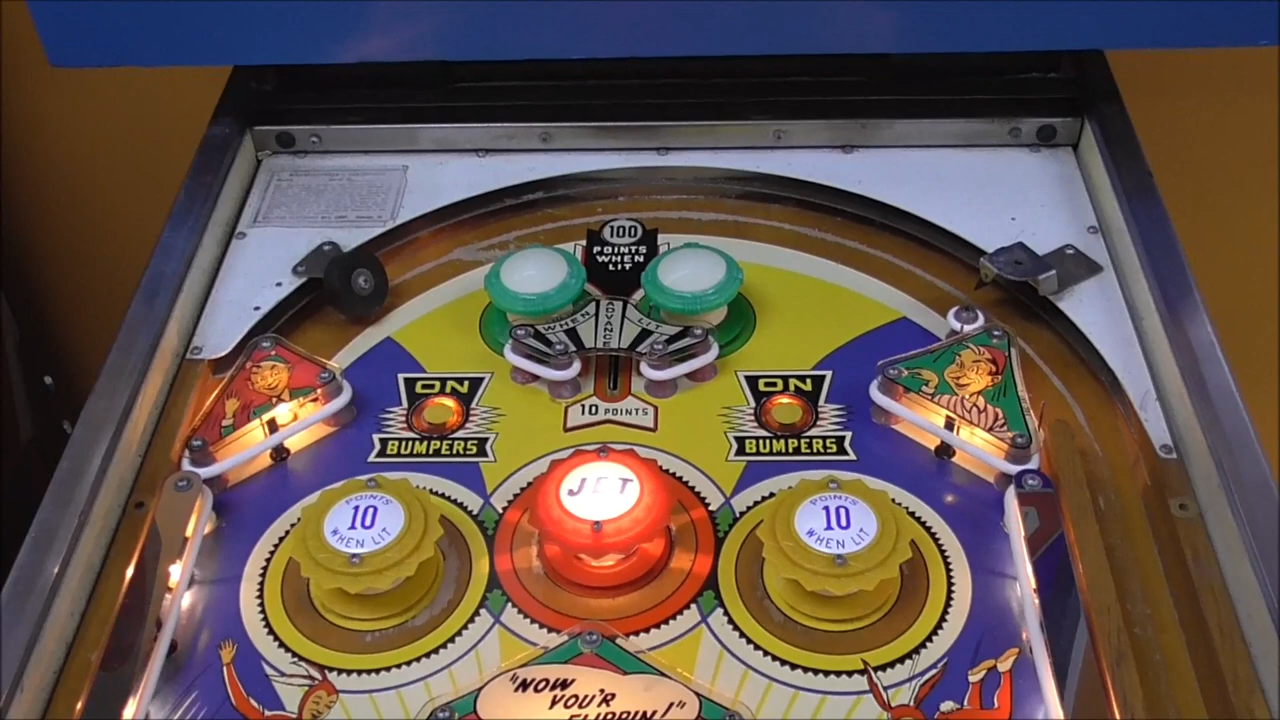 100
POINTS
WHEN
LIT
WHEN
ADVANCE
LIT
ON
BUMPERS
10 POINTS
ON
BUMPERS
POINTS
10
WHEN LIT
JET
POINTS
10
WHEN LIT
"NOW
YOU'R
FLIPPIN!"